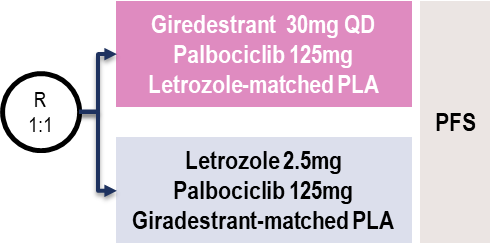 R
1:1
Giredestrant 30mg QD
Palbociclib 125mg
Letrozole-matched PLA
Letrozole 2.5mg
Palbociclib 125mg
Giradestrant-matched PLA
PFS